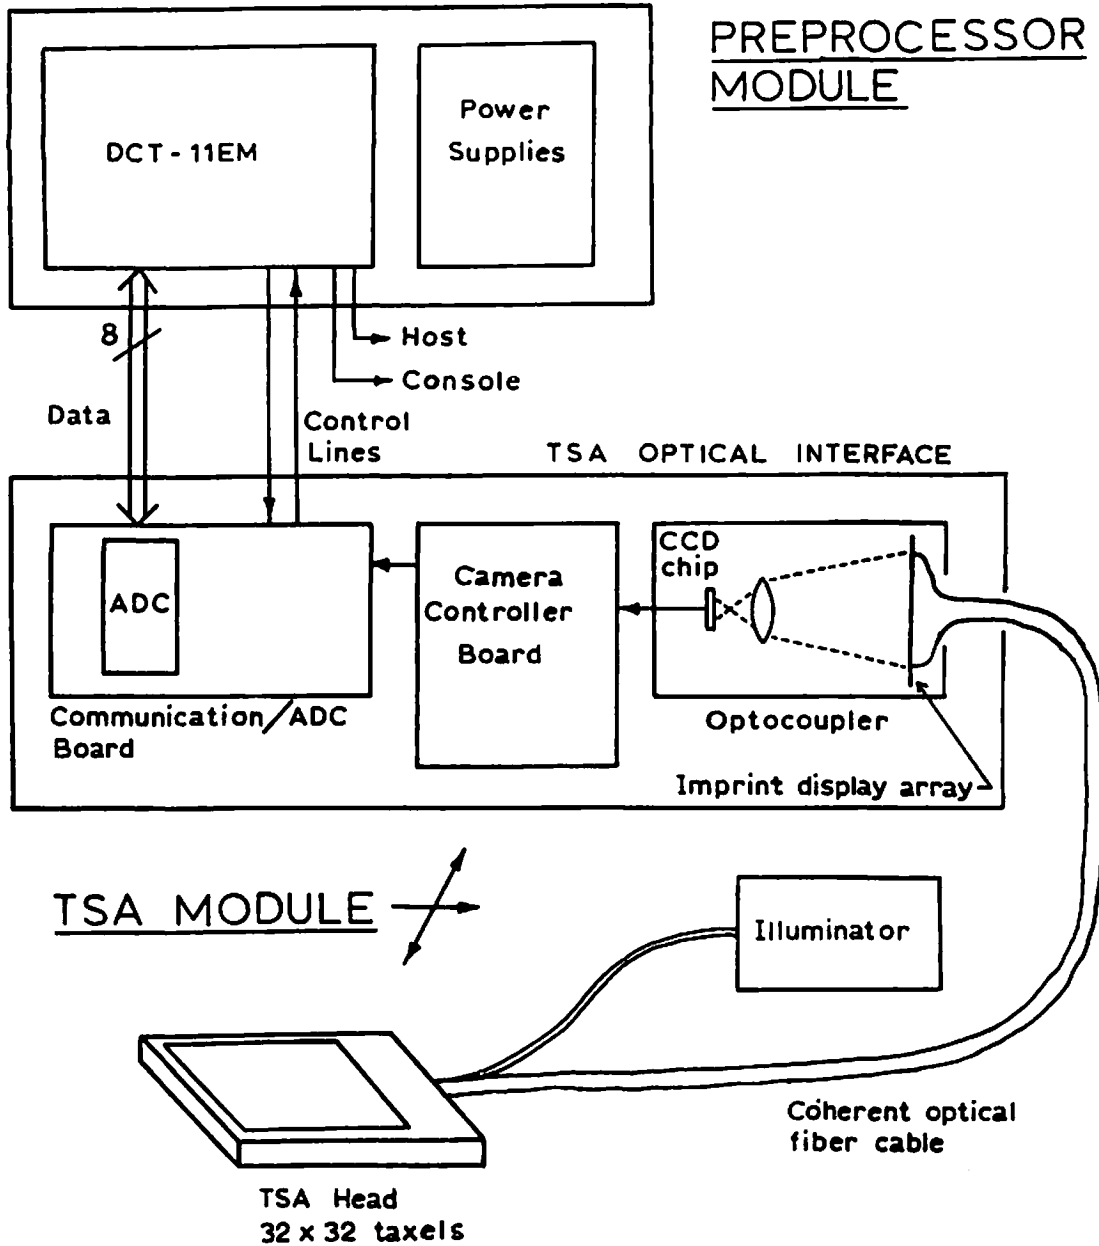 PREPROCESSOR
MODULE
DCT-11EM
Power
Supplies
8
Host
Console
Data
Control
Lines
TSA OPTICAL INTERFACE
CCD
chip
ADC
Camera
Controller
Board
Communication/ADC
Board
Optocoupler
Imprint display array
TSA MODULE
Illuminator
Coherent optical
fiber cable
TSA Head
32 x 32 taxels